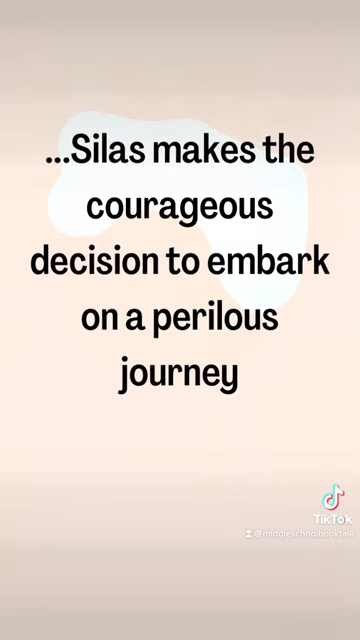 ...Silas makes the
courageous
decision to embark
on a perilous
journey
TikTok
@middleschoolbooktalk